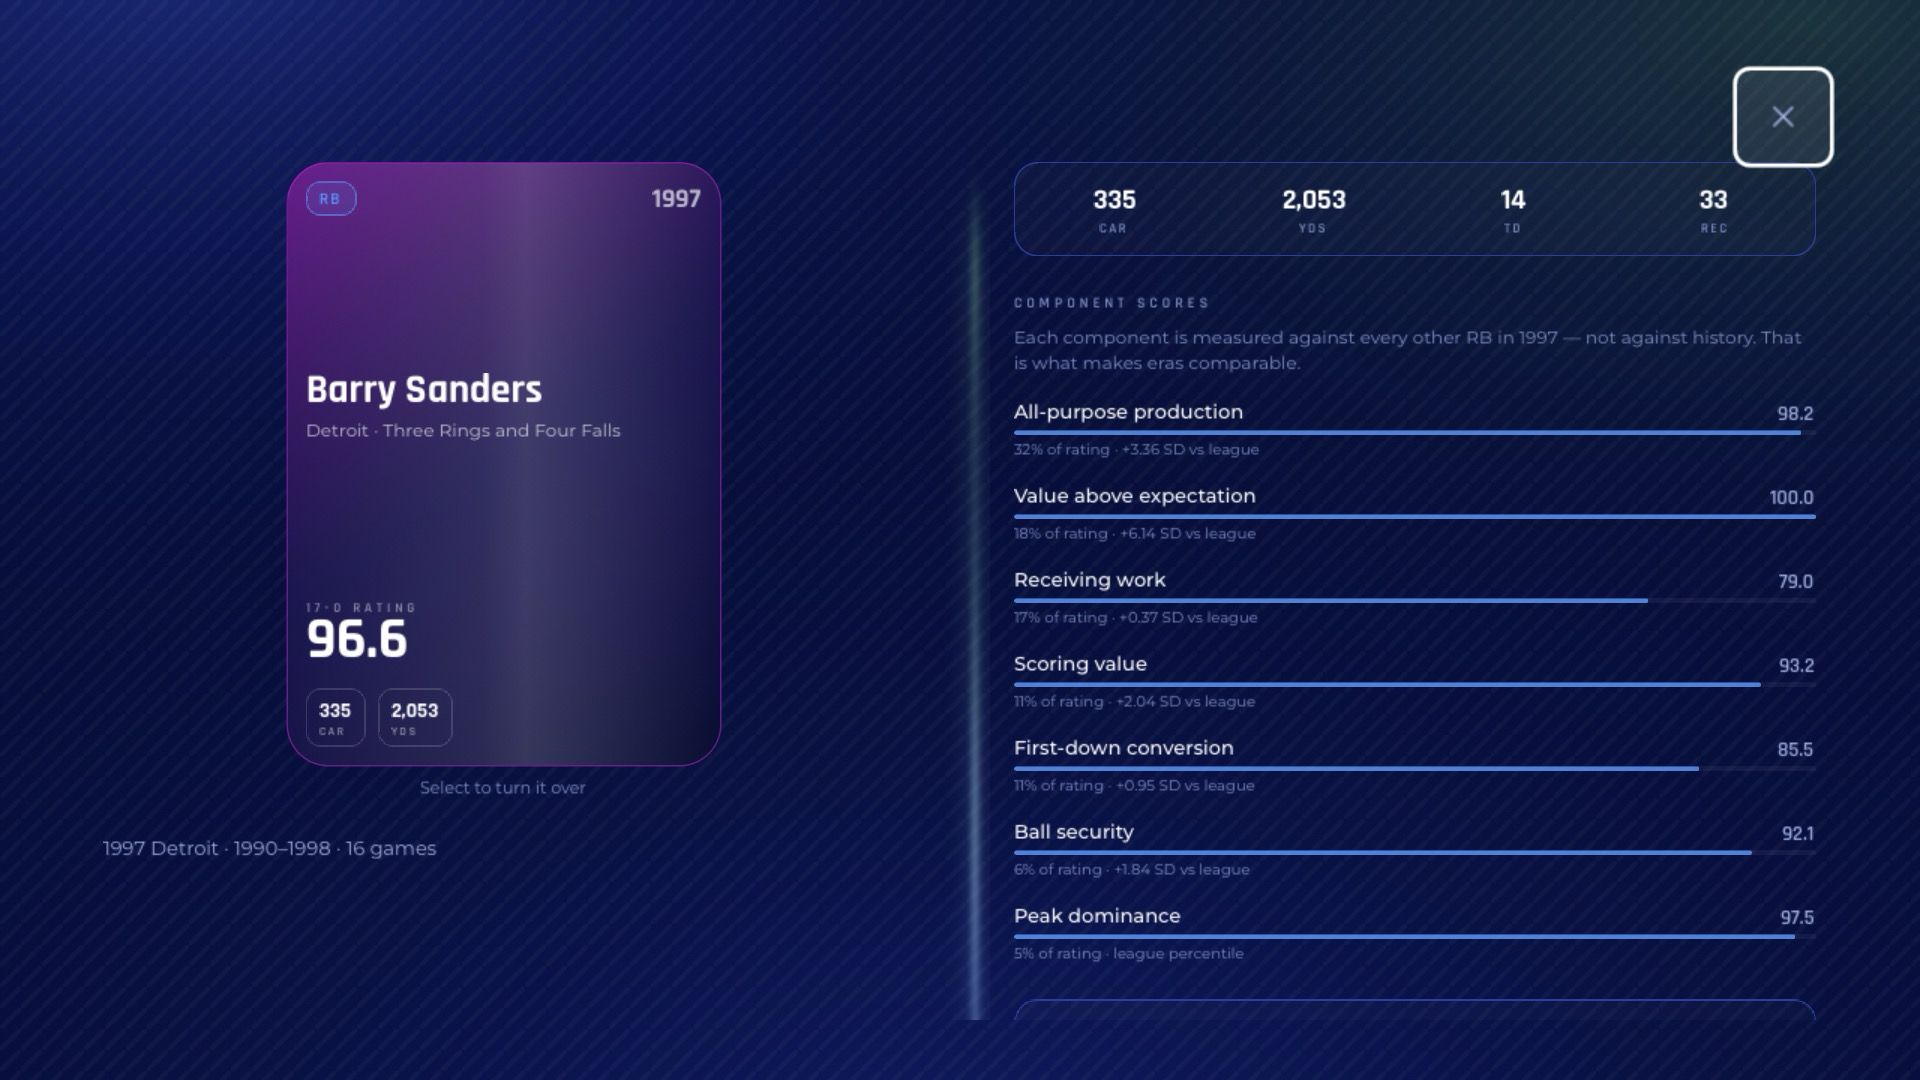 RB
1997
Barry Sanders
Detroit · Three Rings and Four Falls
17-0 RATING
96.6
335
CAR
2,053
YDS
Select to turn it over
1997 Detroit · 1990–1998 · 16 games
335
CAR
2,053
YDS
14
TD
33
REC
COMPONENT SCORES
Each component is measured against every other RB in 1997 — not against history. That
is what makes eras comparable.
All-purpose production
98.2
32% of rating · +3.36 SD vs league
Value above expectation
100.0
18% of rating · +6.14 SD vs league
Receiving work
79.0
17% of rating · +0.37 SD vs league
Scoring value
93.2
11% of rating · +2.04 SD vs league
First-down conversion
85.5
11% of rating · +0.95 SD vs league
Ball security
92.1
6% of rating · +1.84 SD vs league
Peak dominance
97.5
5% of rating · league percentile